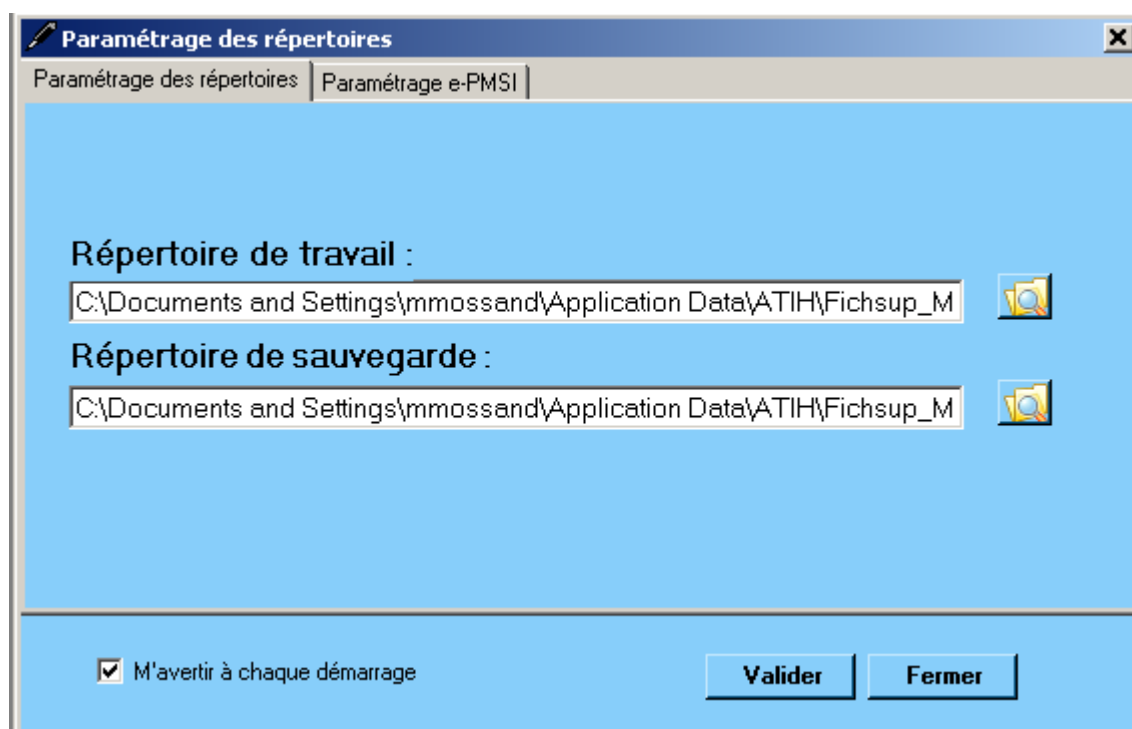 Paramétrage des répertoires
Paramétrage des répertoires Paramétrage e-PMSI
Répertoire de travail :
C:\Documents and Settings\mmossand\Application Data\ATIH\Fichsup_M
Répertoire de sauvegarde :
C:\Documents and Settings\mmossand\Application Data\ATIH\Fichsup_M
M'avertir à chaque démarrage Valider Fermer